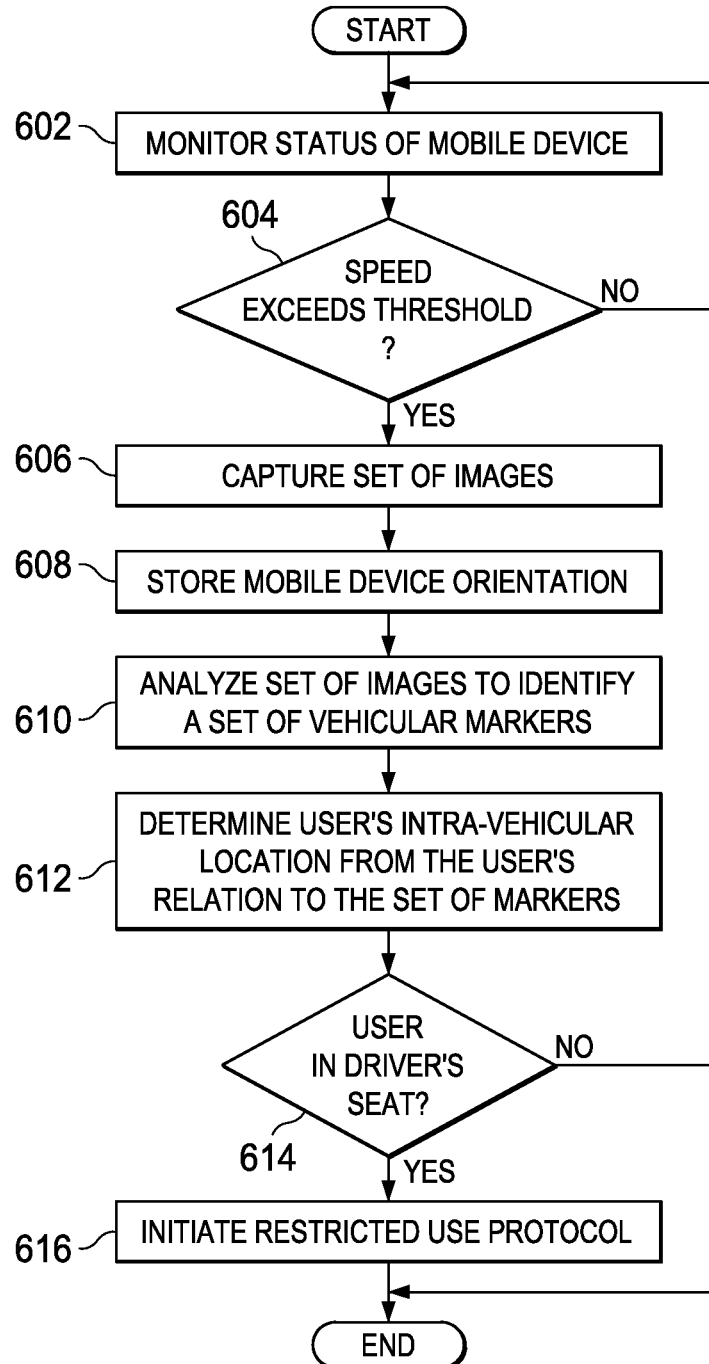 START
602
MONITOR STATUS OF MOBILE DEVICE
604
SPEED
EXCEEDS THRESHOLD
?
NO
YES
606
CAPTURE SET OF IMAGES
608
STORE MOBILE DEVICE ORIENTATION
610
ANALYZE SET OF IMAGES TO IDENTIFY
A SET OF VEHICULAR MARKERS
612
DETERMINE USER'S INTRA-VEHICULAR
LOCATION FROM THE USER'S
RELATION TO THE SET OF MARKERS
USER
IN DRIVER'S
SEAT?
NO
614
YES
616
INITIATE RESTRICTED USE PROTOCOL
END